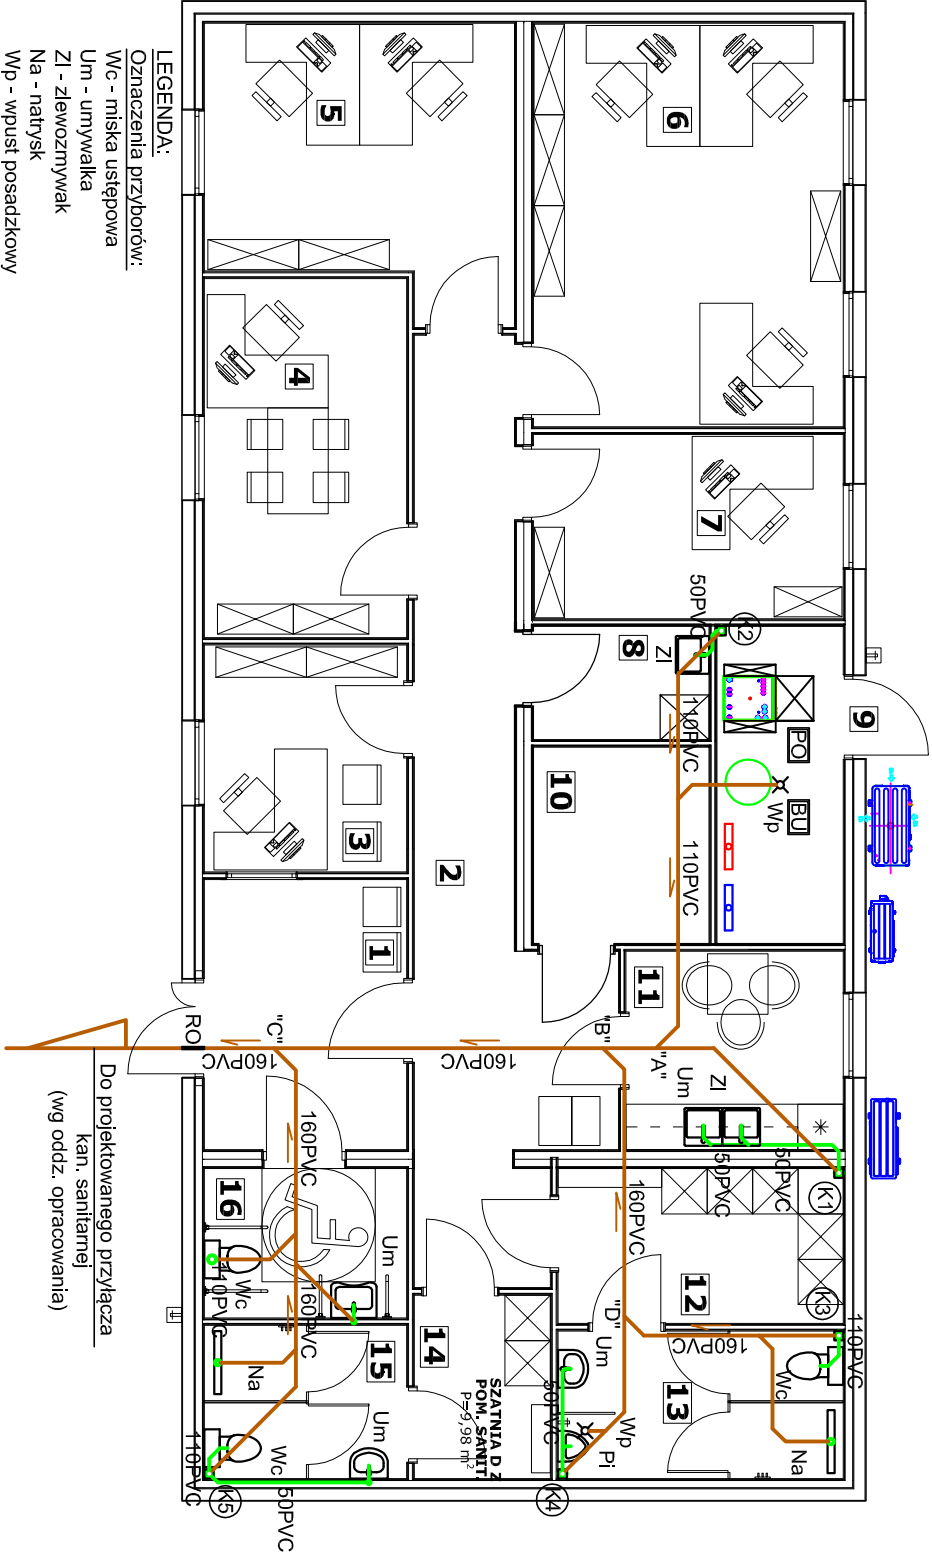 LEGENDA:
Oznaczenia przyborów:
Wc - miska ustępowa
Um - umywalka
Zl - zlewozmywak
Na - natrysk
Wp - wpust posadzkowy
5
6
4
7
3
8
9
10
2
1
11
16
12
15
14
13
50PVC
K2
Zl
110PVC
PO
BU
Wp
110PVC
RO
"C"
160PVC
160PVC
"B"
"A"
Um
Zl
50PVC
50PVC
K1
160PVC
160PVC
K3
Um
Wc
110PVC
160PVC
"D"
160PVC
110PVC
Na
Um
Wc
Um
SZATNIA D Z
POM. SANIT.
P=9,98 m²
50PVC
Wp
Pi
Wc
Na
110PVC
K5
50PVC
K4
Do projektowanego przyłącza
kan. sanitarnej
(wg oddz. opracowania)